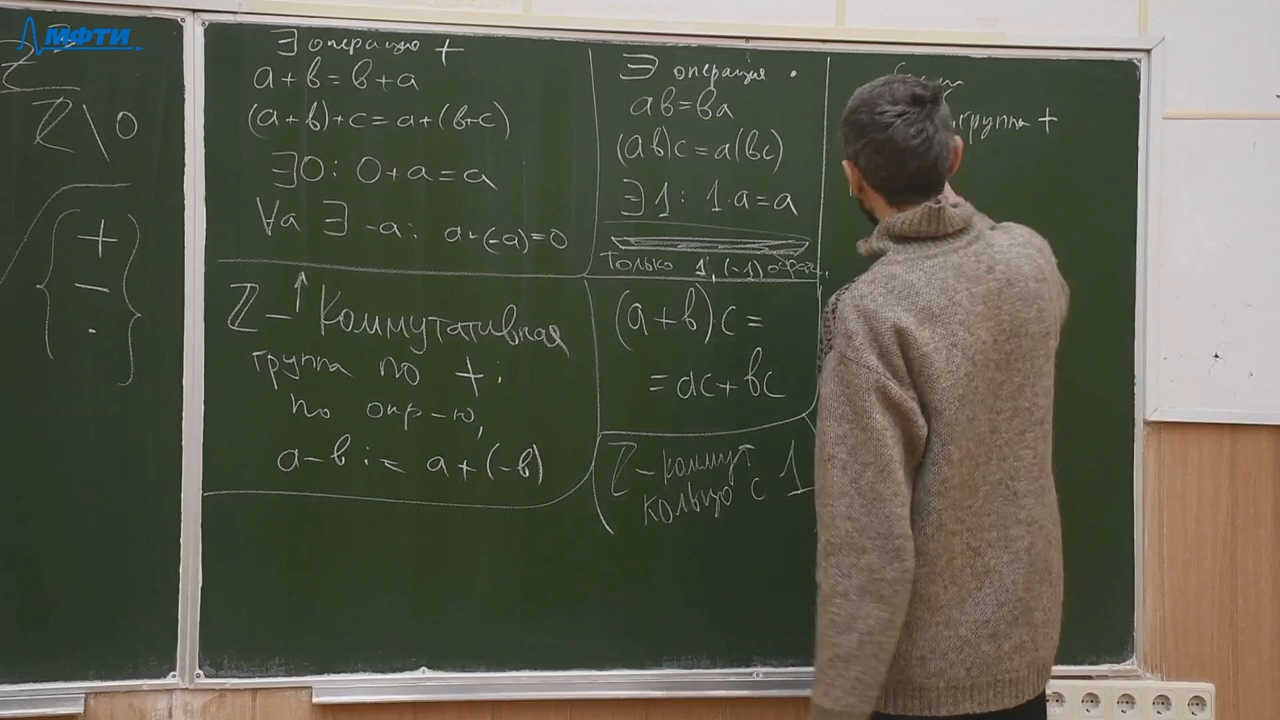 МФТИ
Z \ 0
+
−
·
∃ операция +
a+b=b+a
(a+b)+c=a+(b+c)
∃0: 0+a=a
∀a ∃ -a: a+(-a)=0
Z – Коммутативная
группа по +;
по опр-ю,
a-b := a+(-b)
∃ операция ·
ab=ba
(ab)c=a(bc)
∃1: 1·a=a
только 1, (-1)
(a+b)c=
=ac+bc
Z – коммут
кольцо с 1
группа +